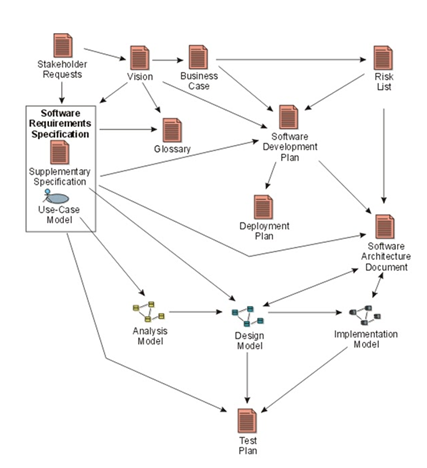 Stakeholder
Requests
Vision
Business
Case
Risk
List
Software
Requirements
Specification
Supplementary
Specification
Use-Case
Model
Glossary
Software
Development
Plan
Deployment
Plan
Software
Architecture
Document
Analysis
Model
Design
Model
Implementation
Model
Test
Plan